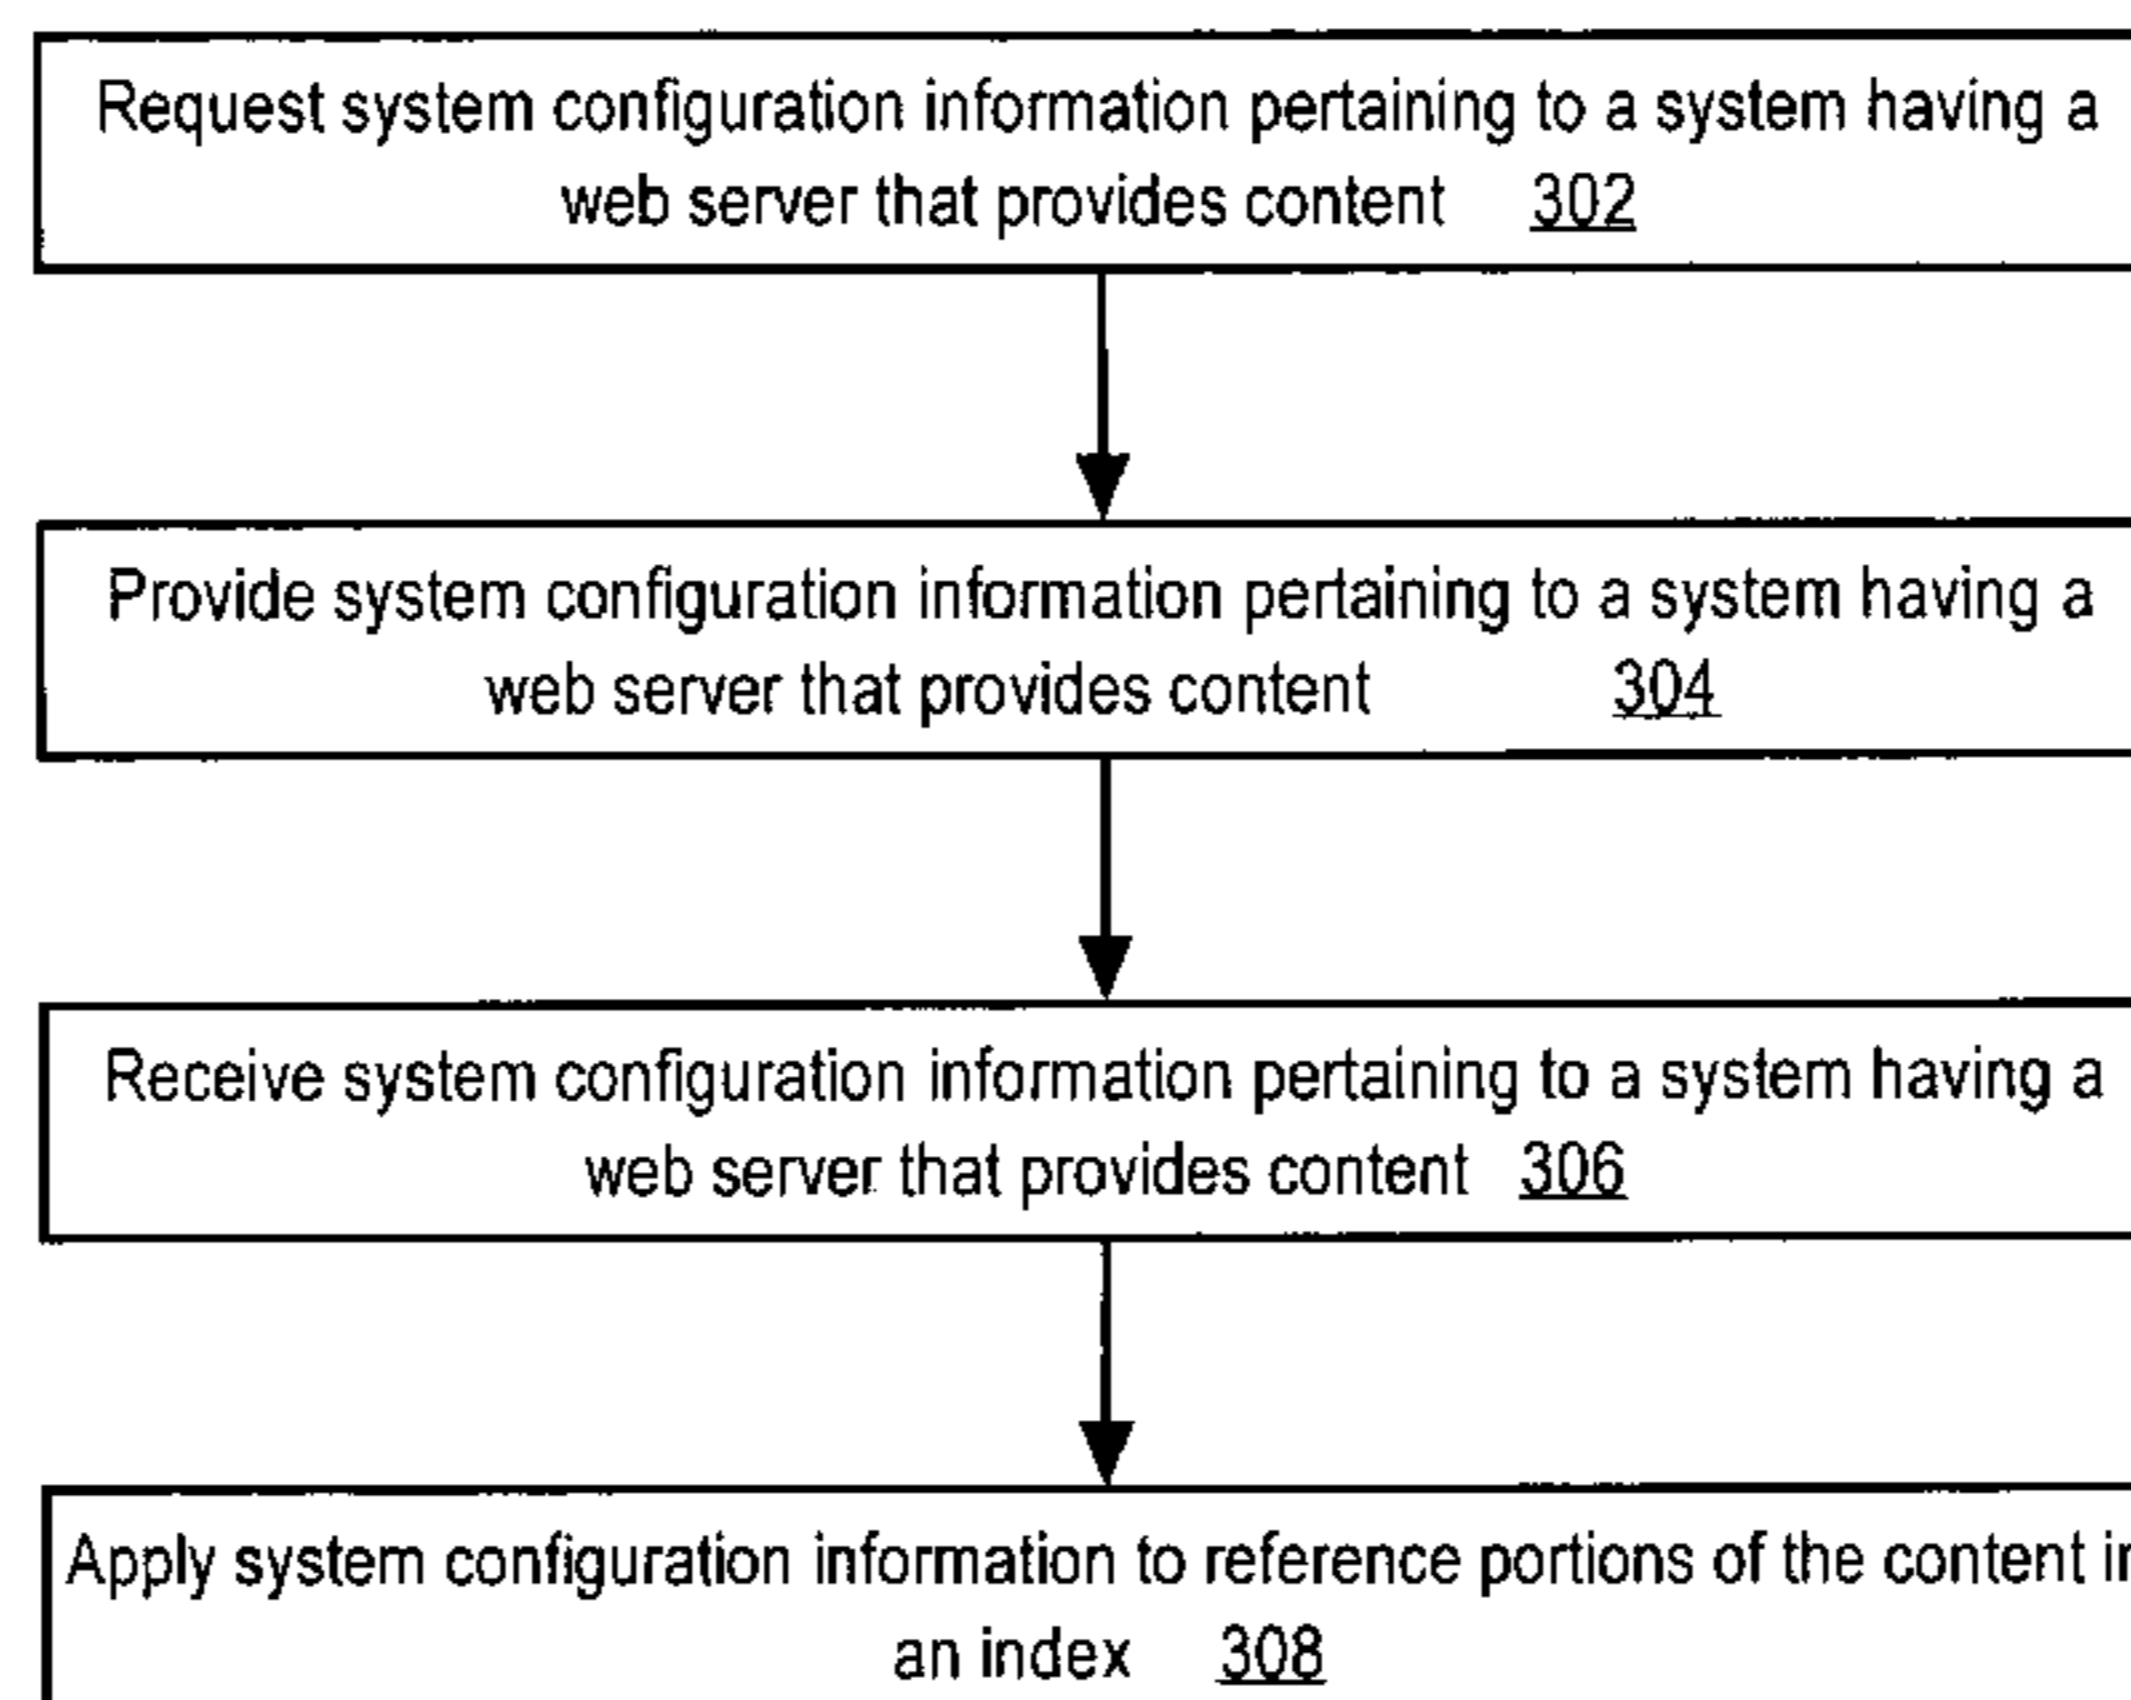 Request system configuration information pertaining to a system having a
web server that provides content 302
Provide system configuration information pertaining to a system having a
web server that provides content 304
Receive system configuration information pertaining to a system having a
web server that provides content 306
Apply system configuration information to reference portions of the content in
an index 308